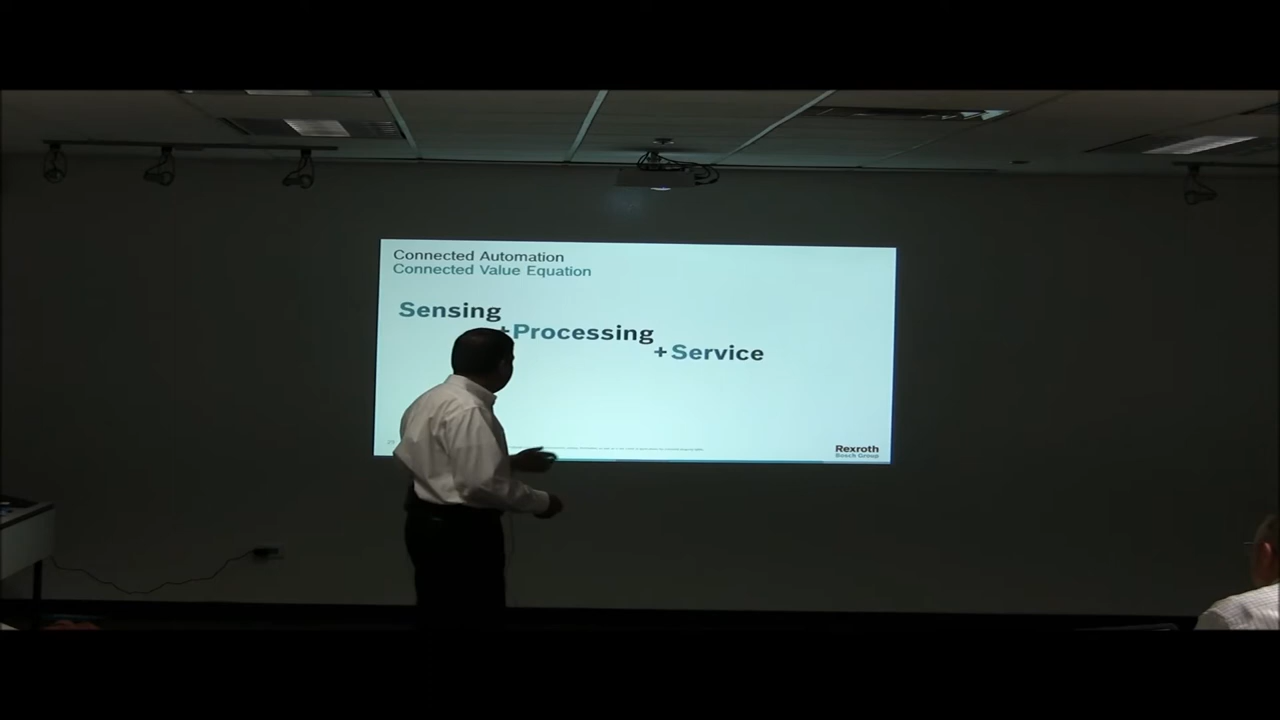 Connected Automation
Connected Value Equation
Sensing
+Processing
+Service
Rexroth
Bosch Group